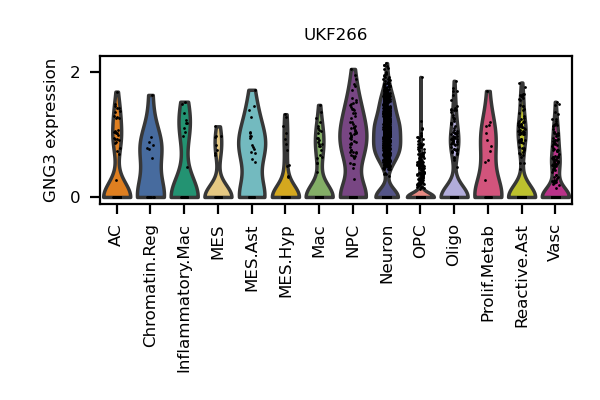 UKF266
GNG3 expression
2
0
AC
Chromatin.Reg
Inflammatory.Mac
MES
MES.Ast
MES.Hyp
Mac
NPC
Neuron
OPC
Oligo
Prolif.Metab
Reactive.Ast
Vasc